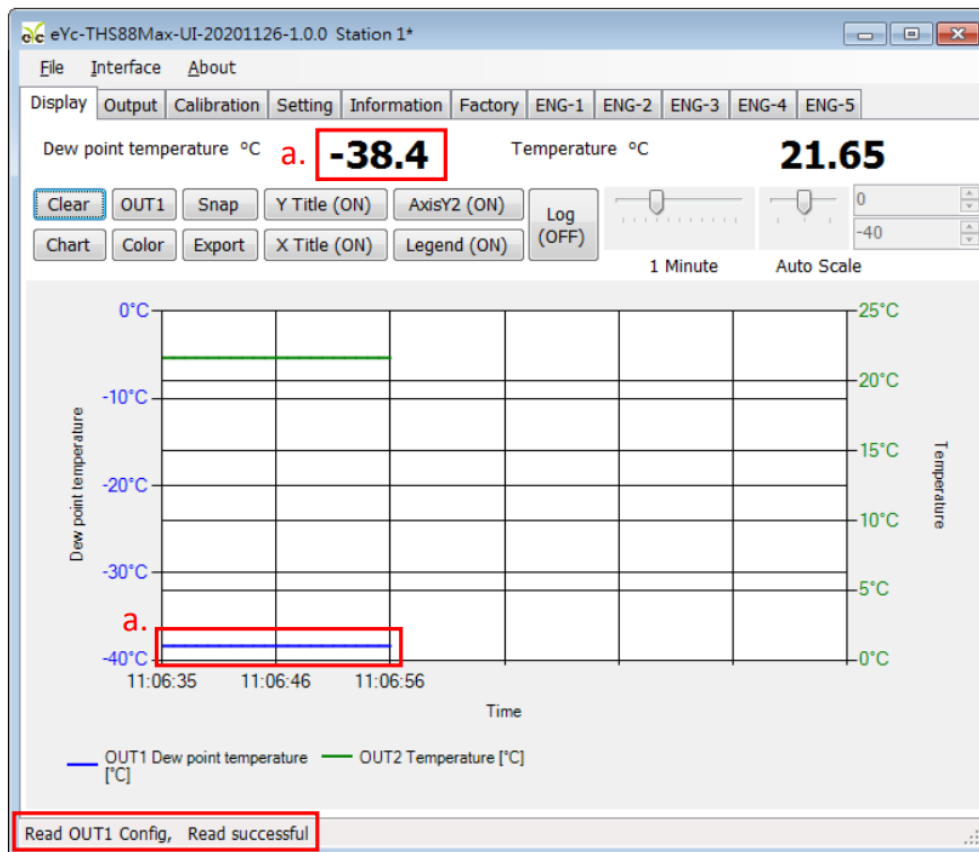 eYc-THS88Max-UI-20201126-1.0.0 Station 1*
File Interface About
Display Output Calibration Setting Information Factory ENG-1 ENG-2 ENG-3 ENG-4 ENG-5
Dew point temperature °C a. -38.4 Temperature °C 21.65
Clear OUT1 Snap Y Title (ON) AxisY2 (ON) Log (OFF) 0
Chart Color Export X Title (ON) Legend (ON) -40
1 Minute Auto Scale
0°C 25°C
20°C
-10°C
15°C
-20°C
10°C
-30°C
5°C
a.
-40°C 0°C
Dew point temperature
Temperature
11:06:35 11:06:46 11:06:56
Time
OUT1 Dew point temperature OUT2 Temperature [°C]
[°C]
Read OUT1 Config, Read successful